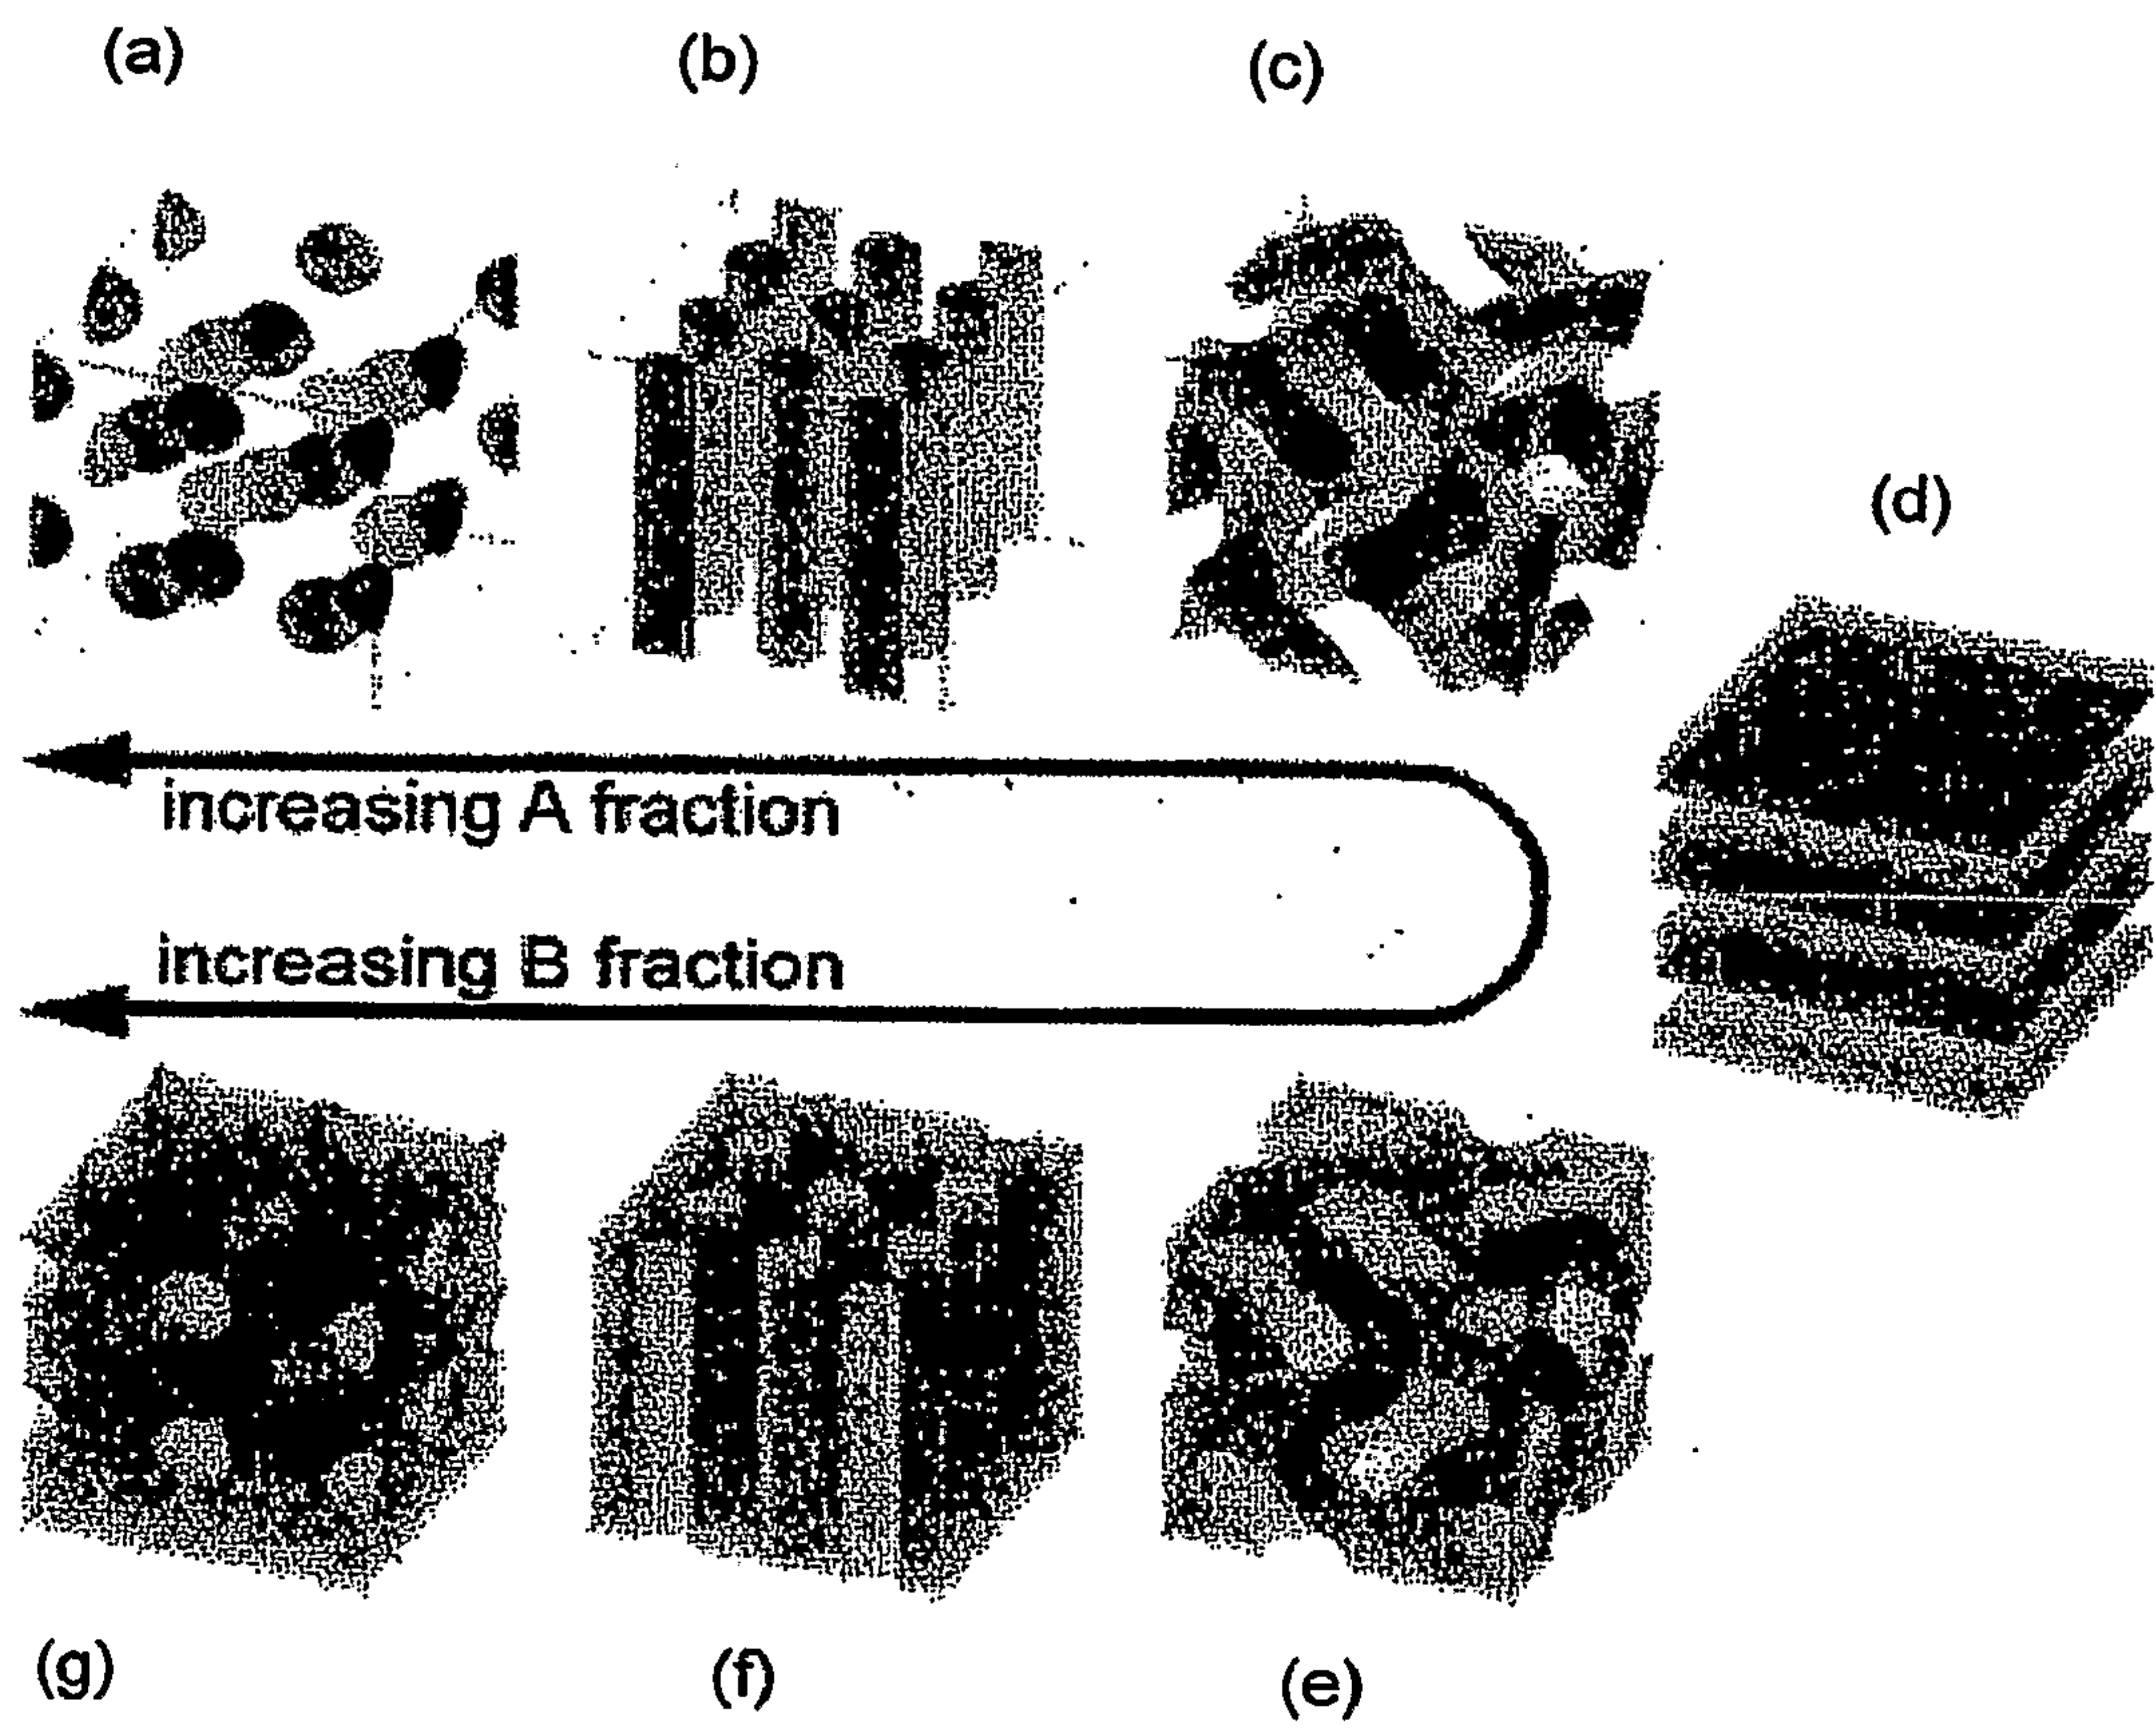 (a)
(b)
(c)
(d)
increasing A fraction
increasing B fraction
(g)
(f)
(e)